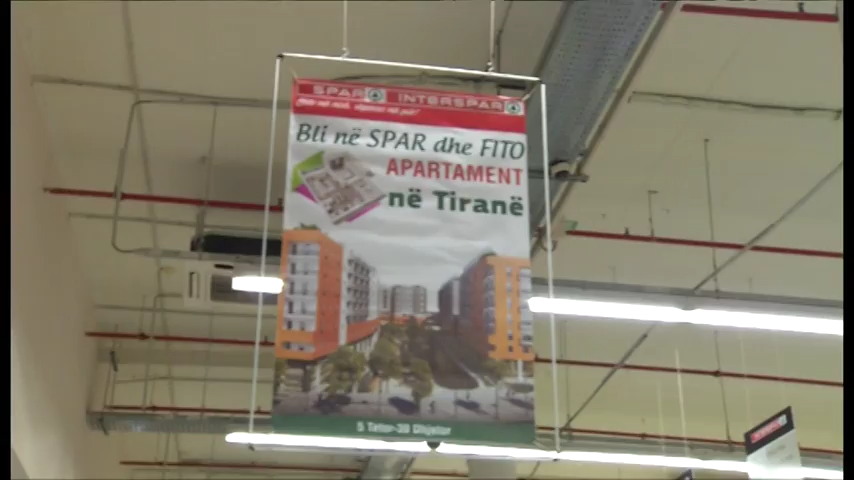 SPAR INTERSPAR
Bli në SPAR dhe FITO
APARTAMENT
në Tiranë
5 Tetor-30 Dhjetor